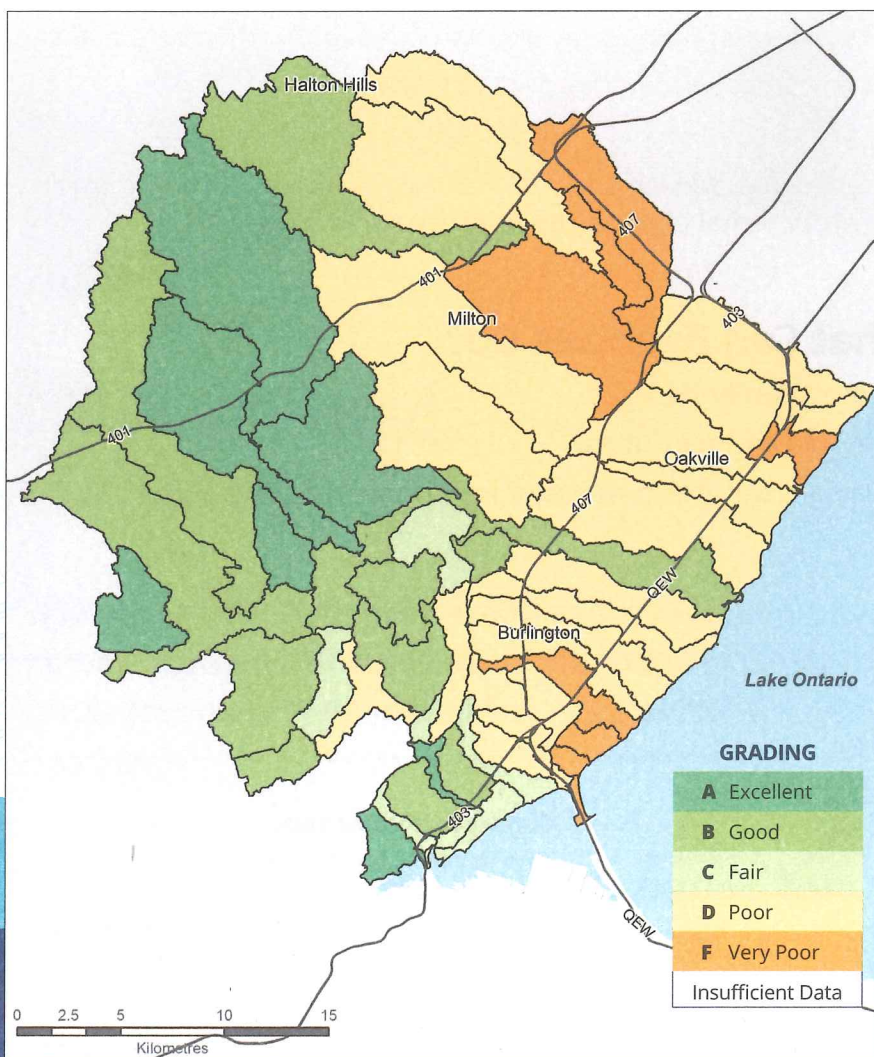 Halton Hills
407
401
Milton
403
401
Oakville
407
QEW
Burlington
Lake Ontario
GRADING
A Excellent
B Good
C Fair
D Poor
F Very Poor
Insufficient Data
403
QEW
0 2.5 5 10 15
Kilometres